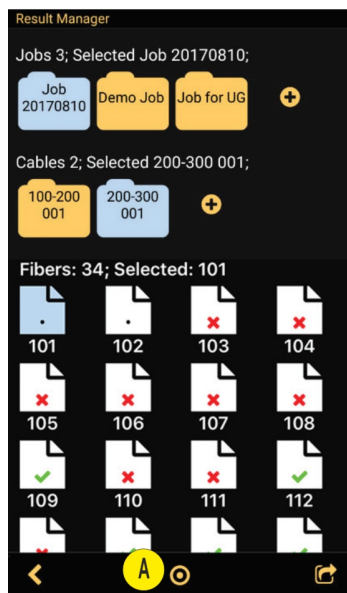 Result Manager
Jobs 3; Selected Job 20170810;
Job
20170810
Demo Job
Job for UG
Cables 2; Selected 200-300 001;
100-200
001
200-300
001
Fibers: 34; Selected: 101
101 102 103 104
105 106 107 108
109 110 111 112
A